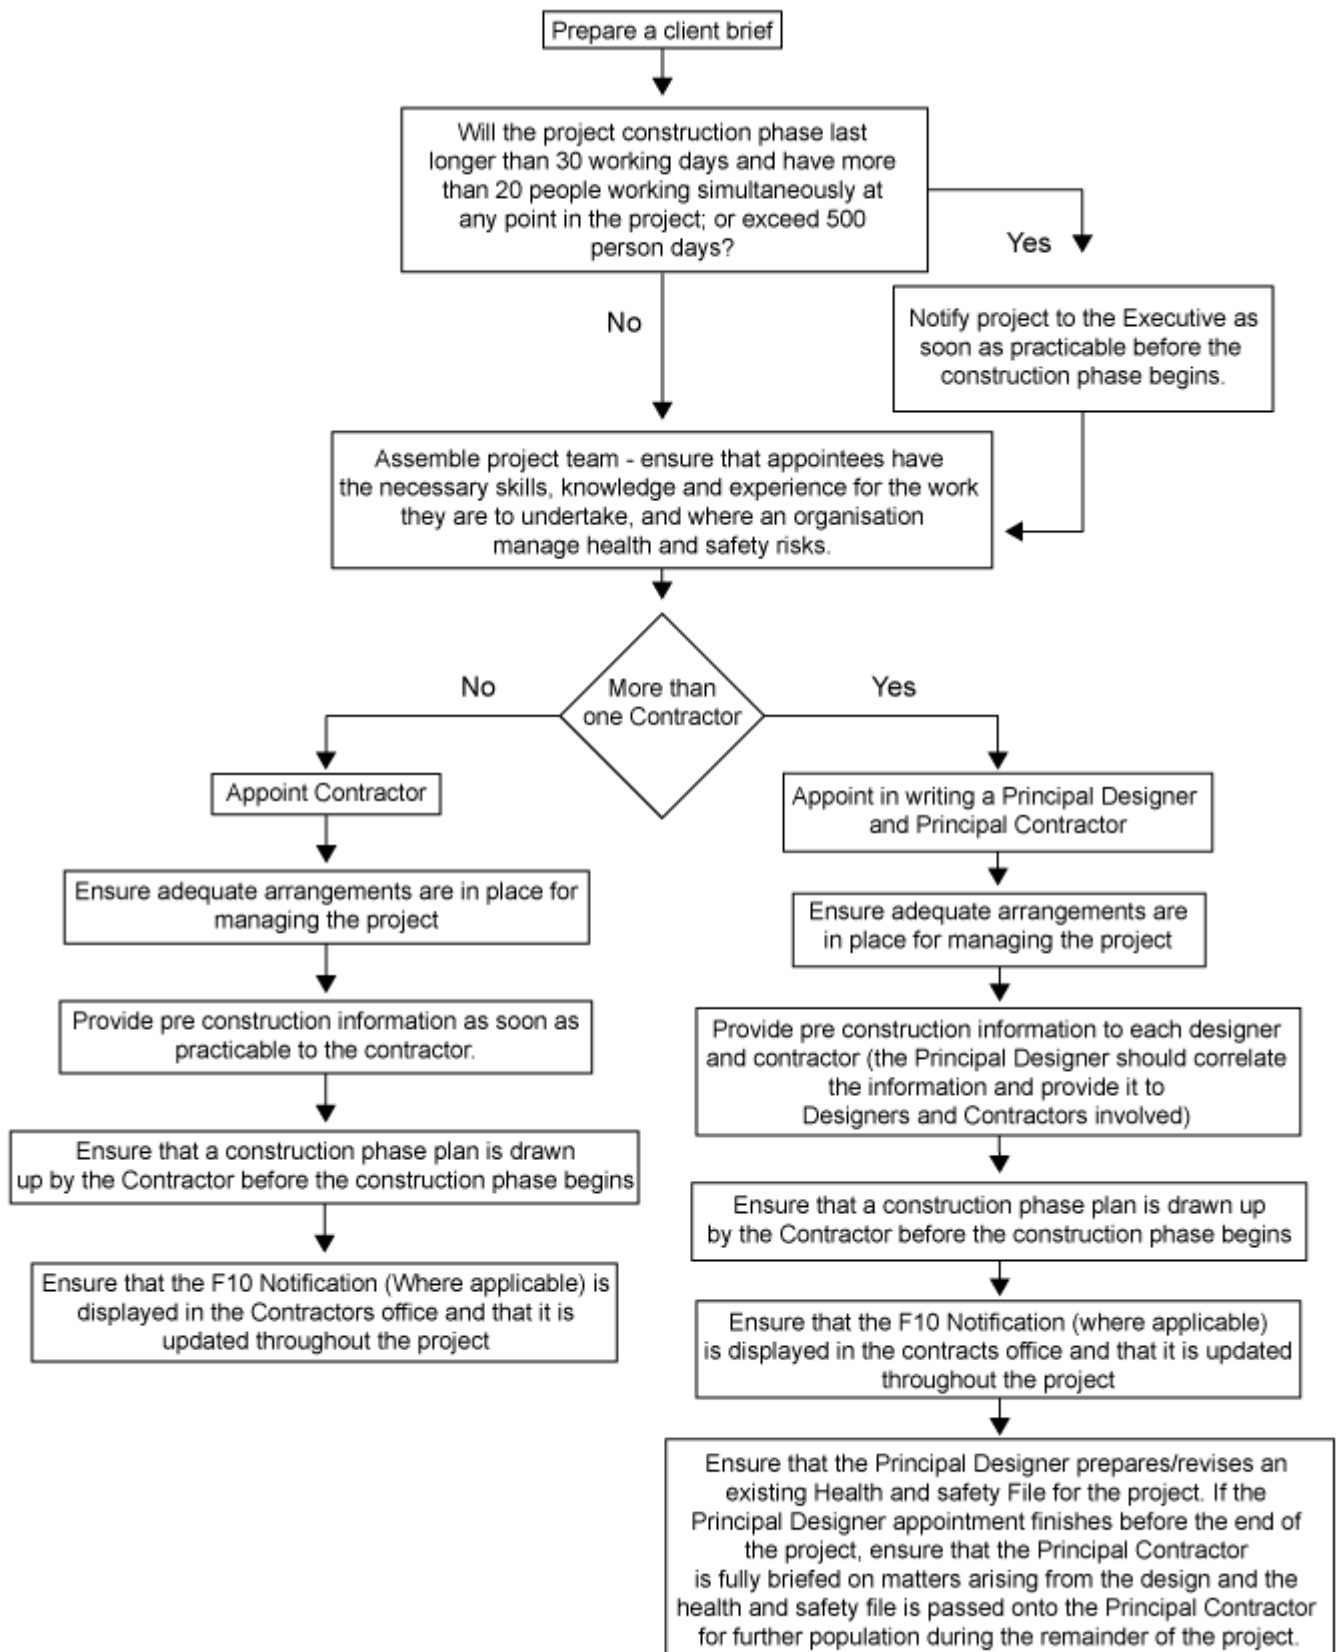 Prepare a client brief
Will the project construction phase last
longer than 30 working days and have more
than 20 people working simultaneously at
any point in the project; or exceed 500
person days?
Yes
No
Notify project to the Executive as
soon as practicable before the
construction phase begins.
Assemble project team - ensure that appointees have
the necessary skills, knowledge and experience for the work
they are to undertake, and where an organisation
manage health and safety risks.
More than
one Contractor
No
Yes
Appoint Contractor
Ensure adequate arrangements are in place for
managing the project
Provide pre construction information as soon as
practicable to the contractor.
Ensure that a construction phase plan is drawn
up by the Contractor before the construction phase begins
Ensure that the F10 Notification (Where applicable) is
displayed in the Contractors office and that it is
updated throughout the project
Appoint in writing a Principal Designer
and Principal Contractor
Ensure adequate arrangements are
in place for managing the project
Provide pre construction information to each designer
and contractor (the Principal Designer should correlate
the information and provide it to
Designers and Contractors involved)
Ensure that a construction phase plan is drawn up
by the Contractor before the construction phase begins
Ensure that the F10 Notification (where applicable)
is displayed in the contracts office and that it is updated
throughout the project
Ensure that the Principal Designer prepares/revises an
existing Health and safety File for the project. If the
Principal Designer appointment finishes before the end of
the project, ensure that the Principal Contractor
is fully briefed on matters arising from the design and the
health and safety file is passed onto the Principal Contractor
for further population during the remainder of the project.